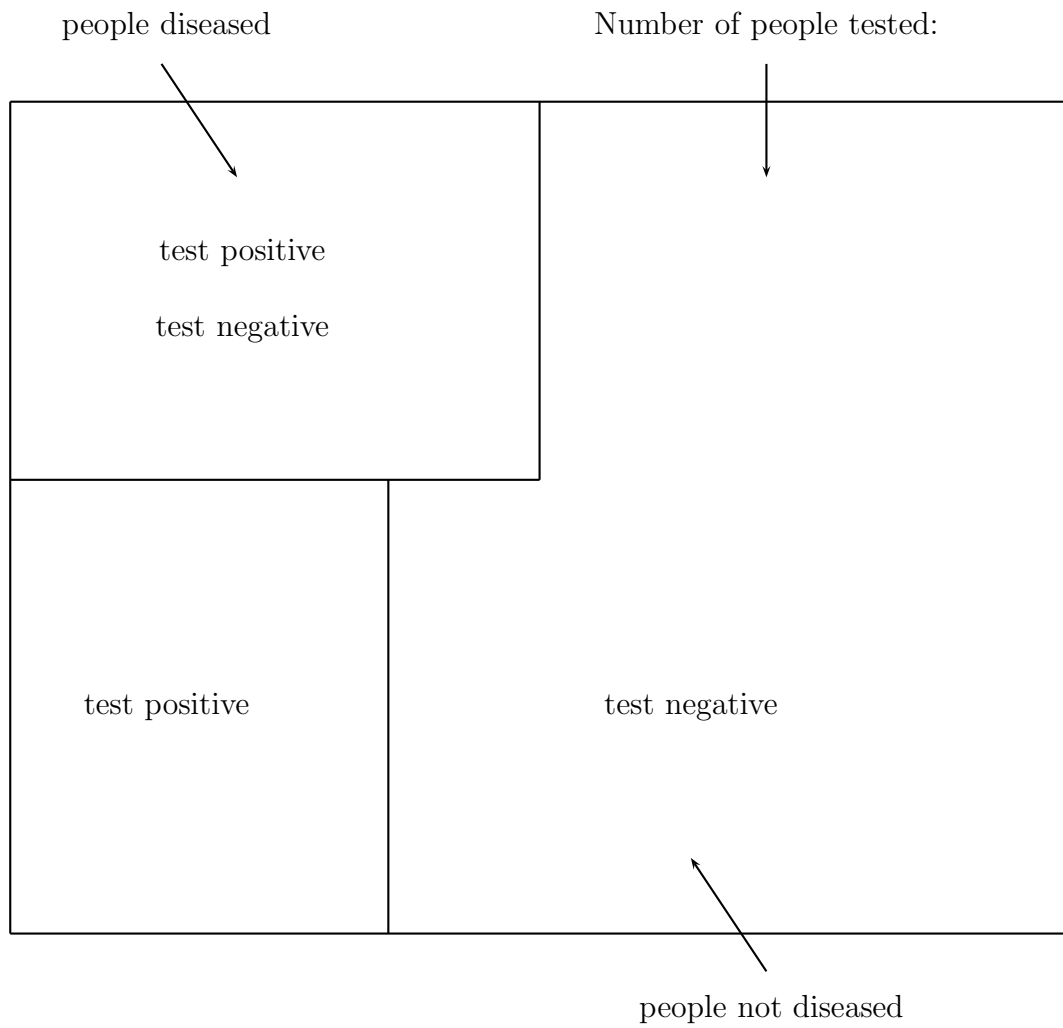 people diseased
Number of people tested:
test positive
test negative
test positive
test negative
people not diseased